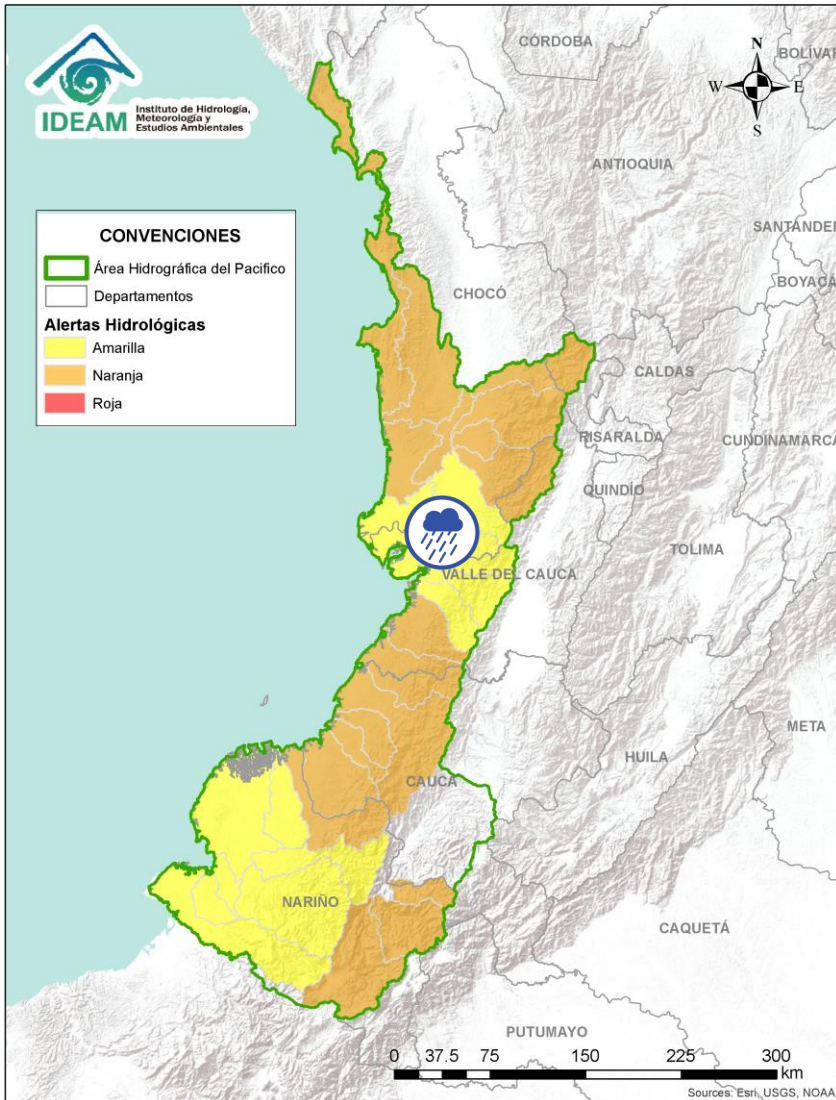 IDEAM
Instituto de Hidrología,
Meteorología y
Estudios Ambientales
CÓRDOBA
BOLÍVAR
N
W E
S
ANTIOQUIA
SANTANDER
BOYACÁ
CONVENCIONES
Área Hidrográfica del Pacifico
Departamentos
Alertas Hidrológicas
Amarilla
Naranja
Roja
CHOCÓ
CALDAS
RISARALDA
CUNDINAMARCA
QUINDÍO
TOLIMA
VALLE DEL CAUCA
META
HUILA
CAUCA
NARIÑO
CAQUETÁ
PUTUMAYO
0 37.5 75 150 225 300
km
Sources: Esri, USGS, NOAA